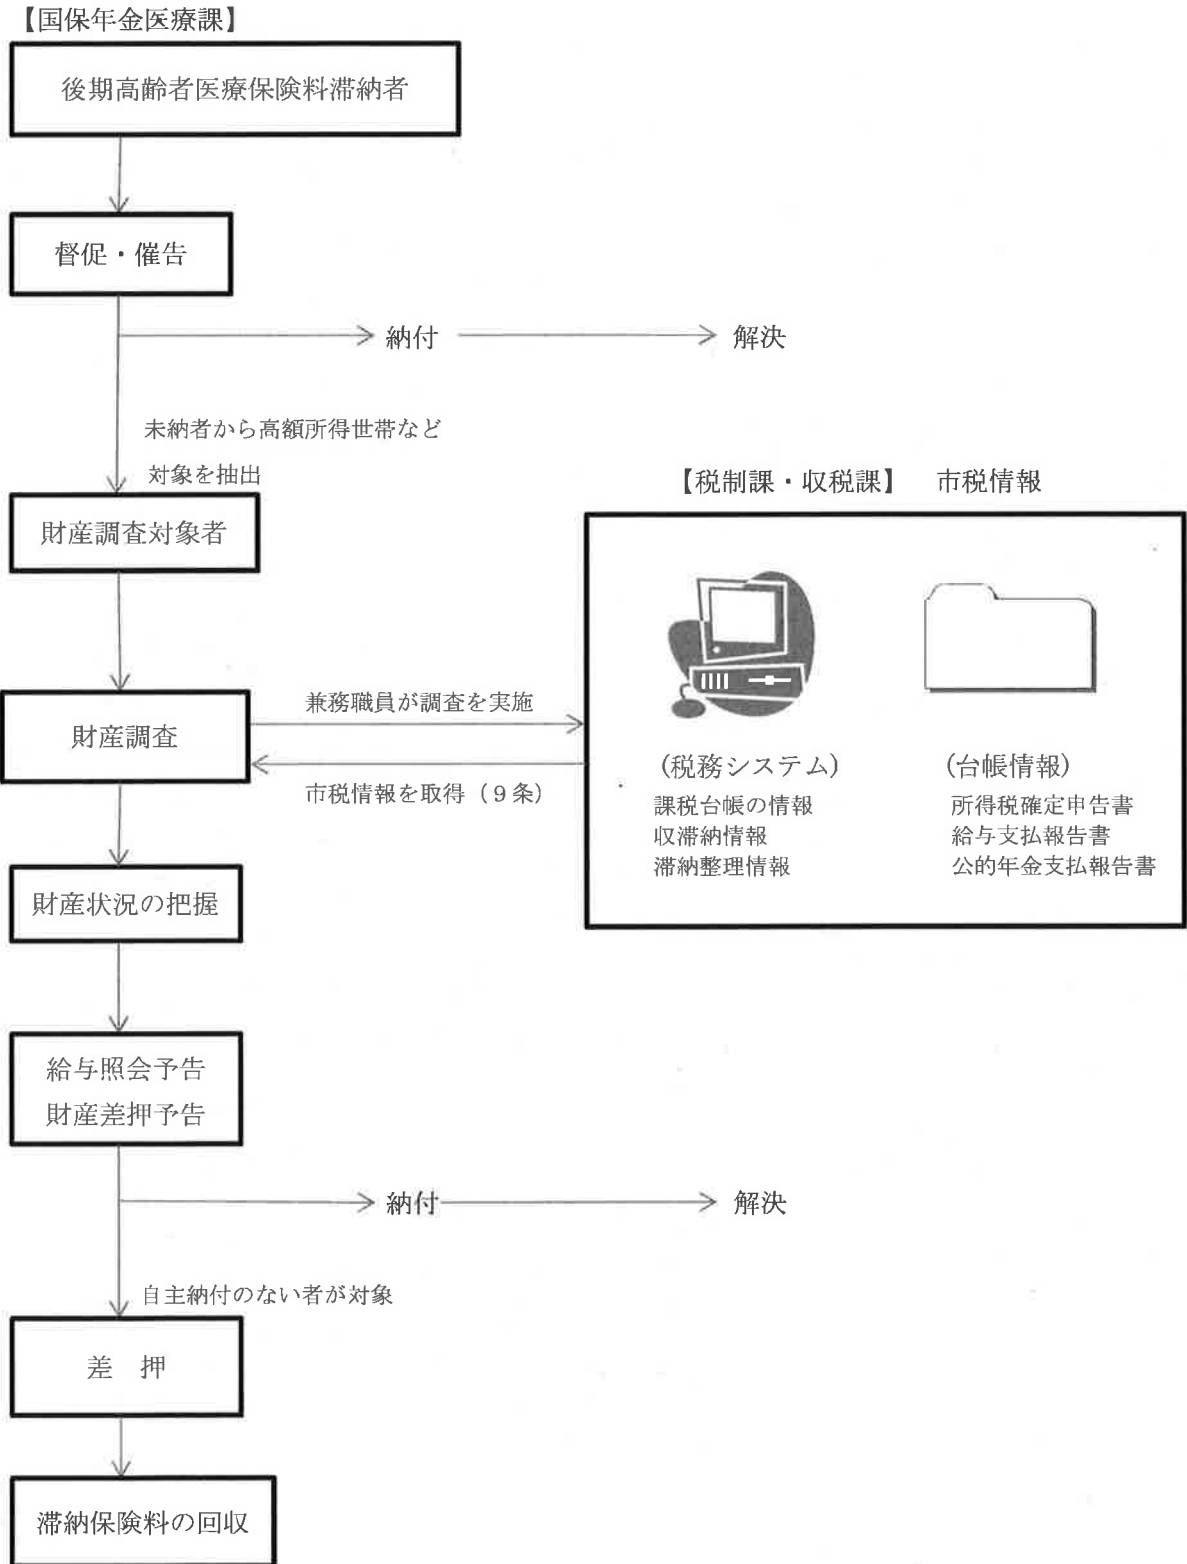 【国保年金医療課】
後期高齢者医療保険料滞納者
督促・催告
納付
解決
未納者から高額所得世帯など
対象を抽出
財産調査対象者
【税制課・収税課】　市税情報
財産調査
兼務職員が調査を実施
市税情報を取得（９条）
(税務システム)
課税台帳の情報
収滞納情報
滞納整理情報
(台帳情報)
所得税確定申告書
給与支払報告書
公的年金支払報告書
財産状況の把握
給与照会予告
財産差押予告
納付
解決
自主納付のない者が対象
差　押
滞納保険料の回収